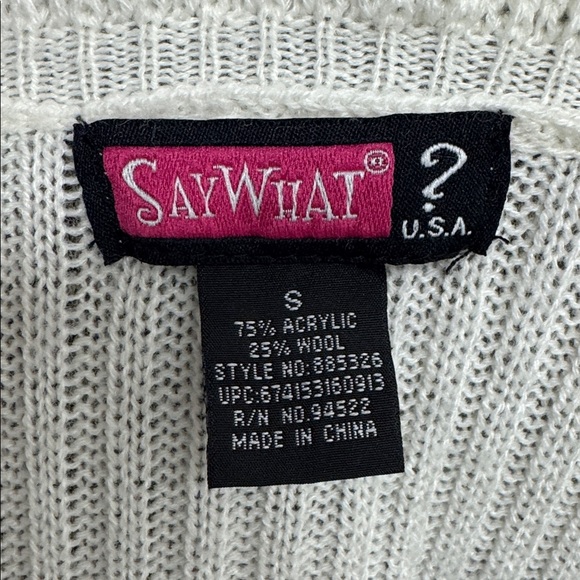 SAYWHAT® ?
U.S.A.
S
75% ACRYLIC
25% WOOL
STYLE NO:885326
UPC:674153160913
R/N NO.94522
MADE IN CHINA